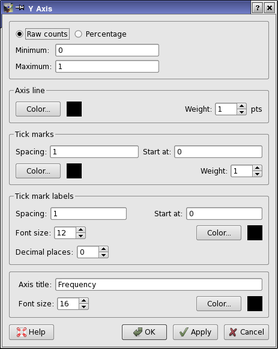 Y Axis
Raw counts Percentage
Minimum: 0
Maximum: 1
Axis line
Color... Weight: 1 pts
Tick marks
Spacing: 1 Start at: 0
Color... Weight: 1
Tick mark labels
Spacing: 1 Start at: 0
Font size: 12 Color...
Decimal places: 0
Axis title: Frequency
Font size: 16 Color...
Help OK Apply Cancel